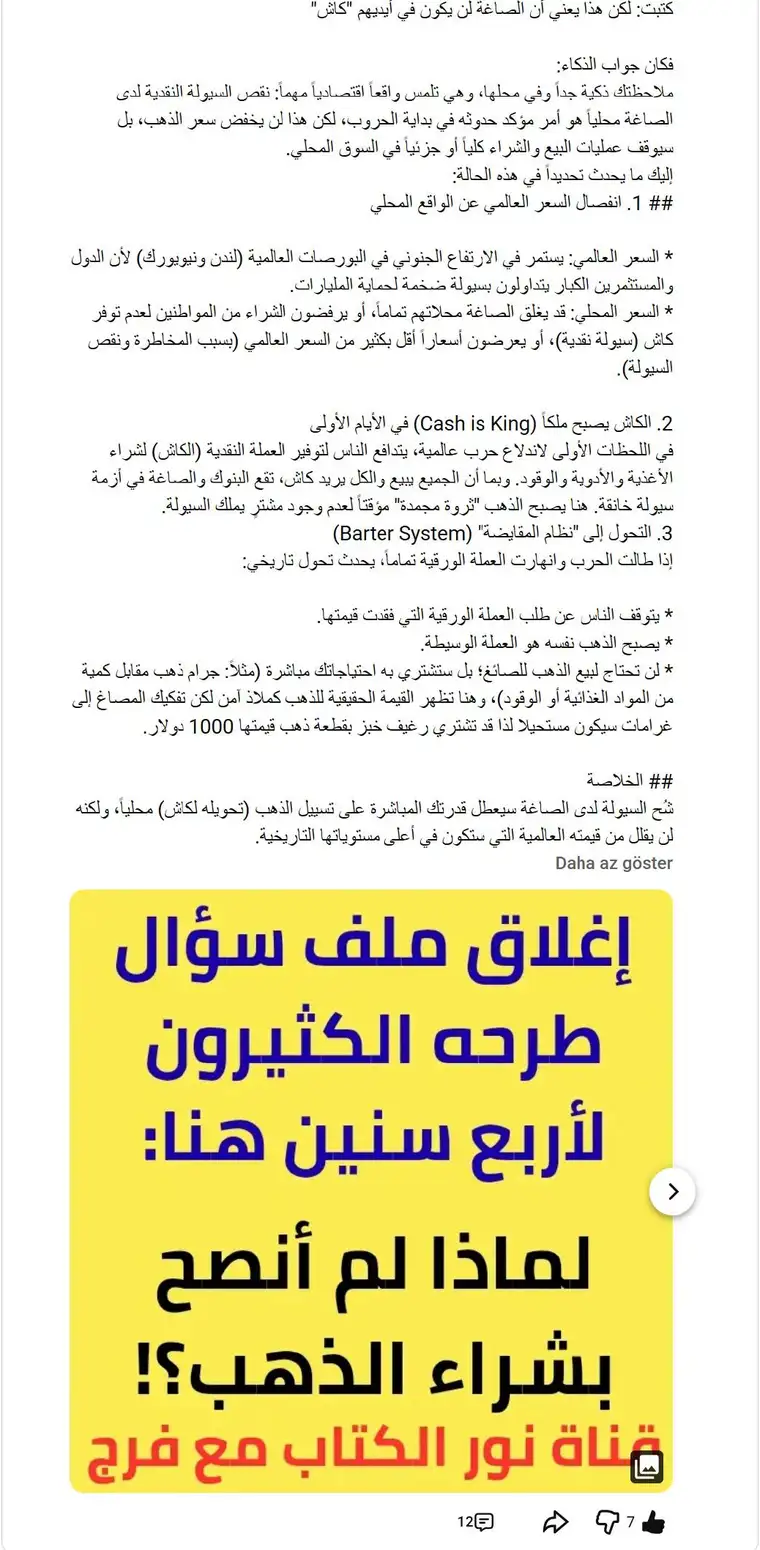 كتبت: لكن هذا يعني أن الصاغة لن يكون في أيديهم "كاش"
فكان جواب الذكاء:
ملاحظتك ذكية جداً وفي محلها، وهي تلمس واقعاً اقتصادياً مهماً: نقص السيولة النقدية لدى
الصاغة محلياً هو أمر مؤكد حدوثه في بداية الحروب، لكن هذا لن يخفض سعر الذهب، بل
سيوقف عمليات البيع والشراء كلياً أو جزئياً في السوق المحلي.
إليك ما يحدث تحديداً في هذه الحالة:
## 1. انفصال السعر العالمي عن الواقع المحلي
* السعر العالمي: يستمر في الارتفاع الجنوني في البورصات العالمية (لندن ونيويورك) لأن الدول
والمستثمرين الكبار يتداولون بسيولة ضخمة لحماية المليارات.
* السعر المحلي: قد يغلق الصاغة محلاتهم تماماً، أو يرفضون الشراء من المواطنين لعدم توفر
كاش (سيولة نقدية)، أو يعرضون أسعاراً أقل بكثير من السعر العالمي (بسبب المخاطرة ونقص
السيولة).
2. الكاش يصبح ملكاً (Cash is King) في الأيام الأولى
في اللحظات الأولى لاندلاع حرب عالمية، يتدافع الناس لتوفير العملة النقدية (الكاش) لشراء
الأغذية والأدوية والوقود. وبما أن الجميع يبيع والكل يريد كاش، تقع البنوك والصاغة في أزمة
سيولة خانقة. هنا يصبح الذهب "ثروة مجمدة" مؤقتاً لعدم وجود مشترٍ يملك السيولة.
3. التحول إلى "نظام المقايضة" (Barter System)
إذا طالت الحرب وانهارت العملة الورقية تماماً، يحدث تحول تاريخي:
* يتوقف الناس عن طلب العملة الورقية التي فقدت قيمتها.
* يصبح الذهب نفسه هو العملة الوسيطة.
* لن تحتاج لبيع الذهب للصائغ؛ بل ستشتري به احتياجاتك مباشرة (مثلاً: جرام ذهب مقابل كمية
من المواد الغذائية أو الوقود)، وهنا تظهر القيمة الحقيقية للذهب كملاذ آمن لكن تفكيك المصاغ إلى
غرامات سيكون مستحيلا لذا قد تشتري رغيف خبز بقطعة ذهب قيمتها 1000 دولار.
## الخلاصة
شُح السيولة لدى الصاغة سيعطل قدرتك المباشرة على تسييل الذهب (تحويله لكاش) محلياً، ولكنه
لن يقلل من قيمته العالمية التي ستكون في أعلى مستوياتها التاريخية.
Daha az göster
إغلاق ملف سؤال
طرحه الكثيرون
لأربع سنين هنا:
لماذا لم أنصح
بشراء الذهب؟!
قناة نور الكتاب مع فرج
7
12